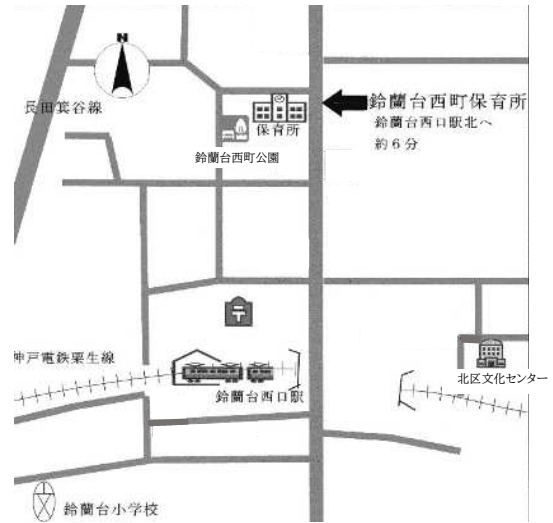 N
長田箕谷線
保育所
鈴蘭台西町公園
鈴蘭台西町保育所
鈴蘭台西口駅北へ
約6分
〒
神戸電鉄粟生線
鈴蘭台西口駅
北区文化センター
鈴蘭台小学校